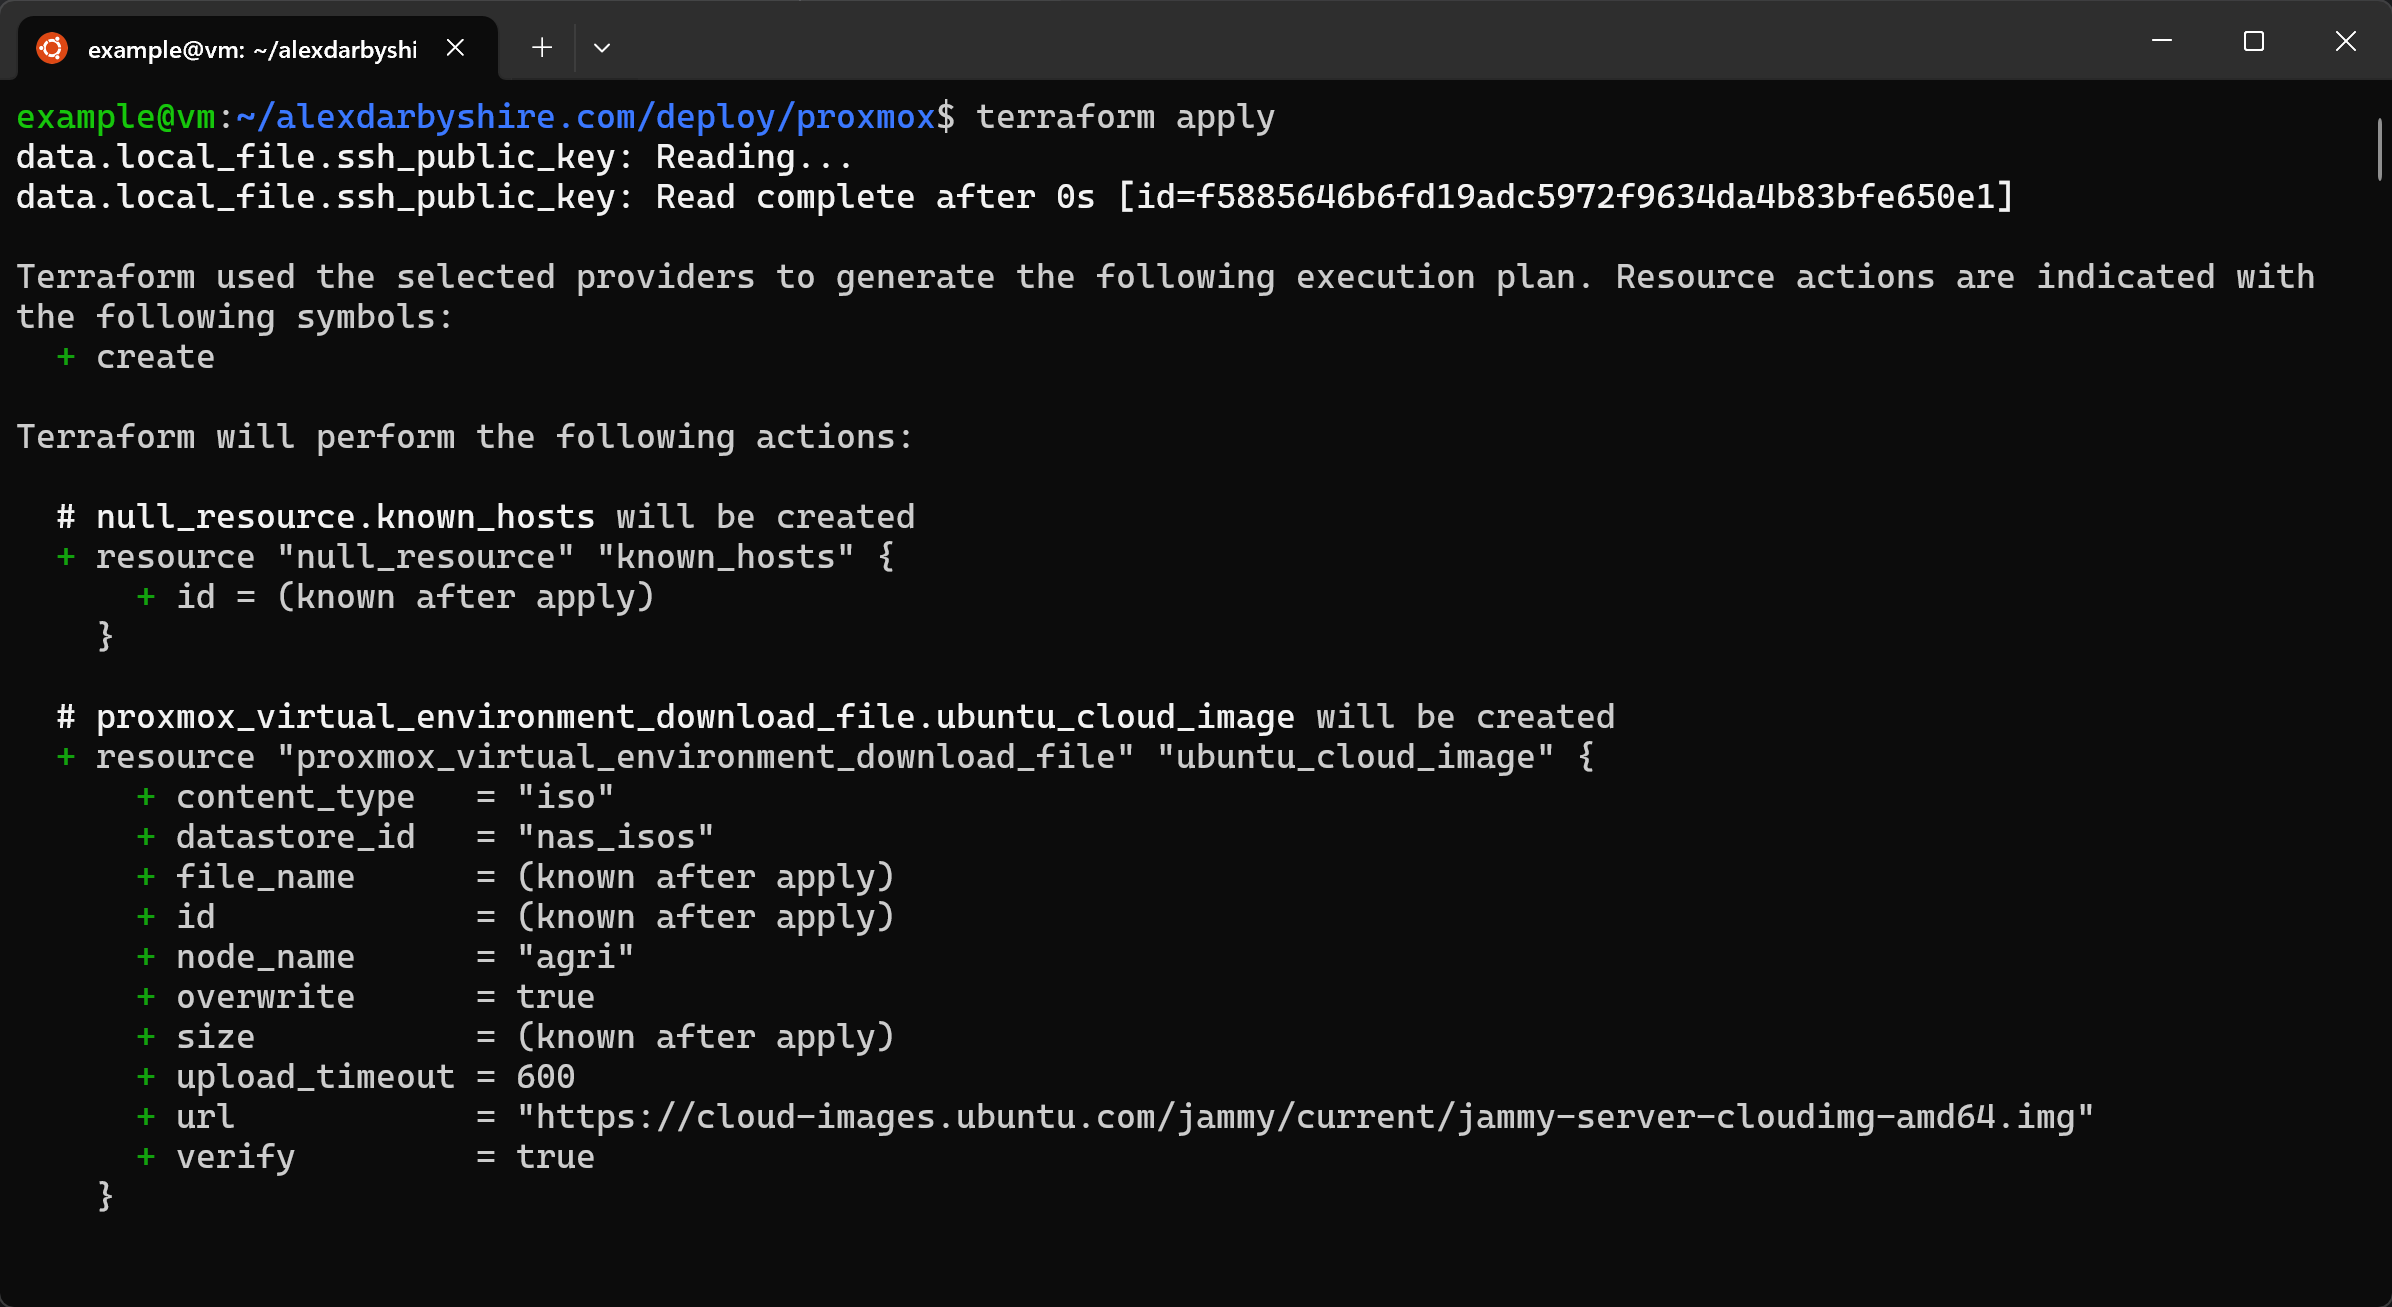 example@vm: ~/alexdarbyshi
example@vm:~/alexdarbyshire.com/deploy/proxmox$ terraform apply
data.local_file.ssh_public_key: Reading...
data.local_file.ssh_public_key: Read complete after 0s [id=f5885646b6fd19adc5972f9634da4b83bfe650e1]

Terraform used the selected providers to generate the following execution plan. Resource actions are indicated with
the following symbols:
  + create

Terraform will perform the following actions:

  # null_resource.known_hosts will be created
  + resource "null_resource" "known_hosts" {
      + id = (known after apply)
    }

  # proxmox_virtual_environment_download_file.ubuntu_cloud_image will be created
  + resource "proxmox_virtual_environment_download_file" "ubuntu_cloud_image" {
      + content_type   = "iso"
      + datastore_id   = "nas_isos"
      + file_name      = (known after apply)
      + id             = (known after apply)
      + node_name      = "agri"
      + overwrite      = true
      + size           = (known after apply)
      + upload_timeout = 600
      + url            = "https://cloud-images.ubuntu.com/jammy/current/jammy-server-cloudimg-amd64.img"
      + verify         = true
    }